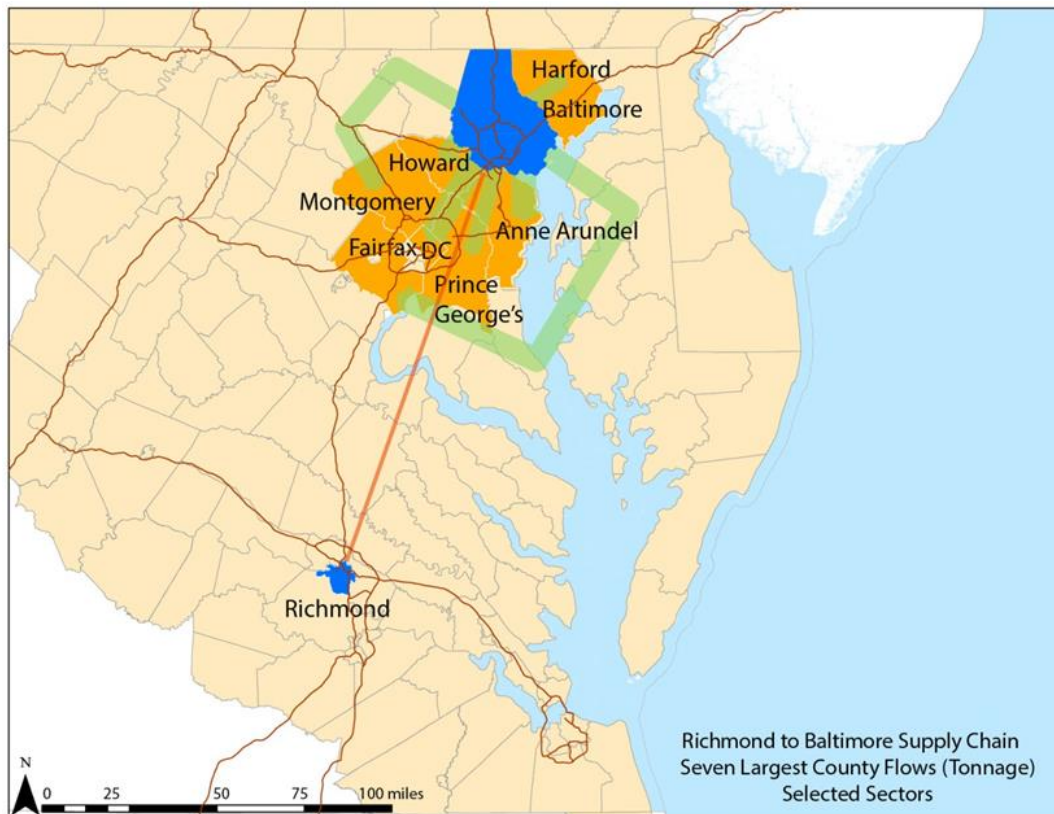 Harford
Baltimore
Howard
Montgomery
Anne Arundel
Fairfax
DC
Prince
George's
Richmond
Richmond to Baltimore Supply Chain
Seven Largest County Flows (Tonnage)
Selected Sectors
N
0 25 50 75 100 miles